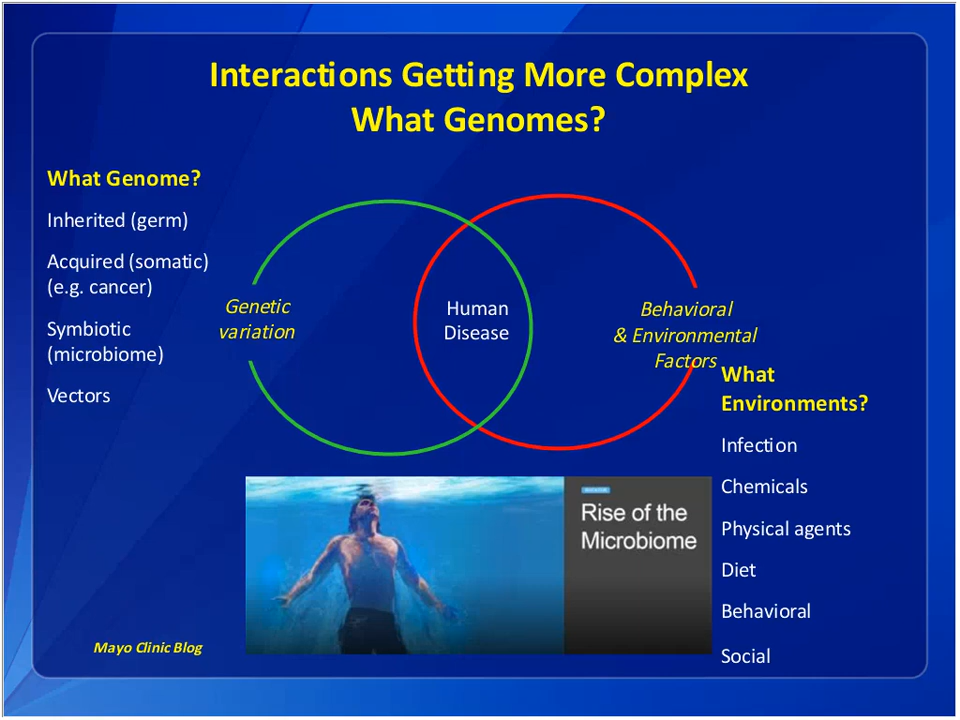 Interactions Getting More Complex
What Genomes?
What Genome?
Inherited (germ)
Acquired (somatic)
(e.g. cancer)
Symbiotic
(microbiome)
Vectors
Genetic
variation
Human
Disease
Behavioral
& Environmental
Factors
What
Environments?
Infection
Chemicals
Physical agents
Diet
Behavioral
Social
Rise of the
Microbiome
Mayo Clinic Blog